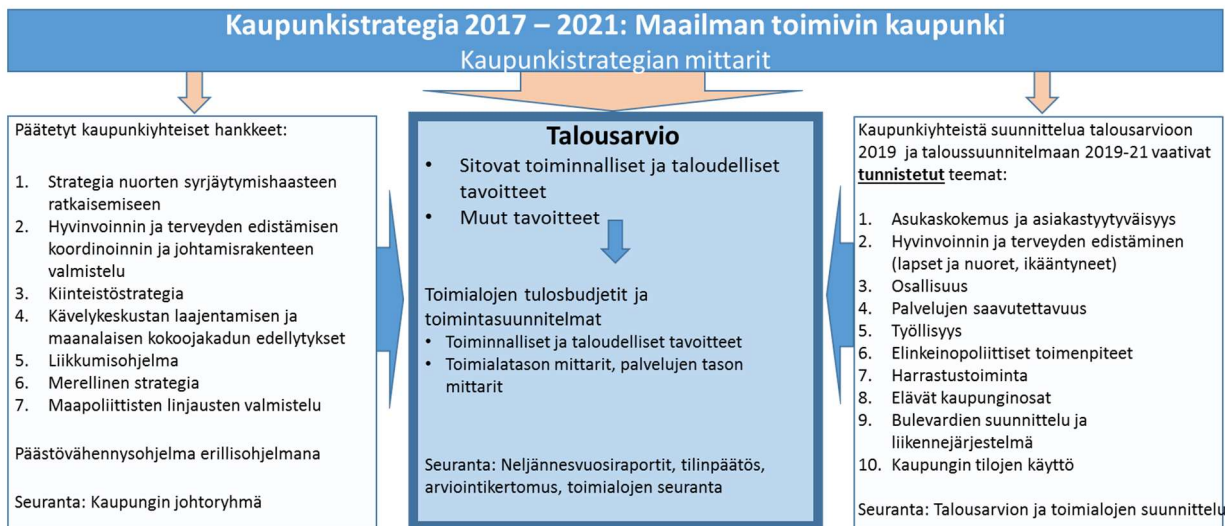 Kaupunkistrategia 2017 – 2021: Maailman toimivin kaupunki
Kaupunkistrategian mittarit
Päätetyt kaupunkiyhteiset hankkeet:
1. Strategia nuorten syrjäytymishaasteen
ratkaisemiseen
2. Hyvinvoinnin ja terveyden edistämisen
koordinoinnin ja johtamisrakenteen
valmistelu
3. Kiinteistöstrategia
4. Kävelykeskustan laajentamisen ja
maanalaisen kokoojakadun edellytykset
5. Liikkumisohjelma
6. Merellinen strategia
7. Maapoliittisten linjausten valmistelu
Päästövähennysohjelma erillisohjelmana
Seuranta: Kaupungin johtoryhmä
Talousarvio
• Sitovat toiminnalliset ja taloudelliset
tavoitteet
• Muut tavoitteet
Toimialojen tulosbudjetit ja
toimintasuunnitelmat
• Toiminnalliset ja taloudelliset tavoitteet
• Toimialatason mittarit, palvelujen tason
mittarit
Seuranta: Neljännesvuosiraportit, tilinpäätös,
arviointikertomus, toimialojen seuranta
Kaupunkiyhteistä suunnittelua talousarvioon
2019 ja taloussuunnitelmaan 2019-21 vaativat
tunnistetut teemat:
1. Asukaskokemus ja asiakastyytyväisyys
2. Hyvinvoinnin ja terveyden edistäminen
(lapset ja nuoret, ikääntyneet)
3. Osallisuus
4. Palvelujen saavutettavuus
5. Työllisyys
6. Elinkeinopoliittiset toimenpiteet
7. Harrastustoiminta
8. Elävät kaupunginosat
9. Bulevardien suunnittelu ja
liikennejärjestelmä
10. Kaupungin tilojen käyttö
Seuranta: Talousarvion ja toimialojen suunnittelu